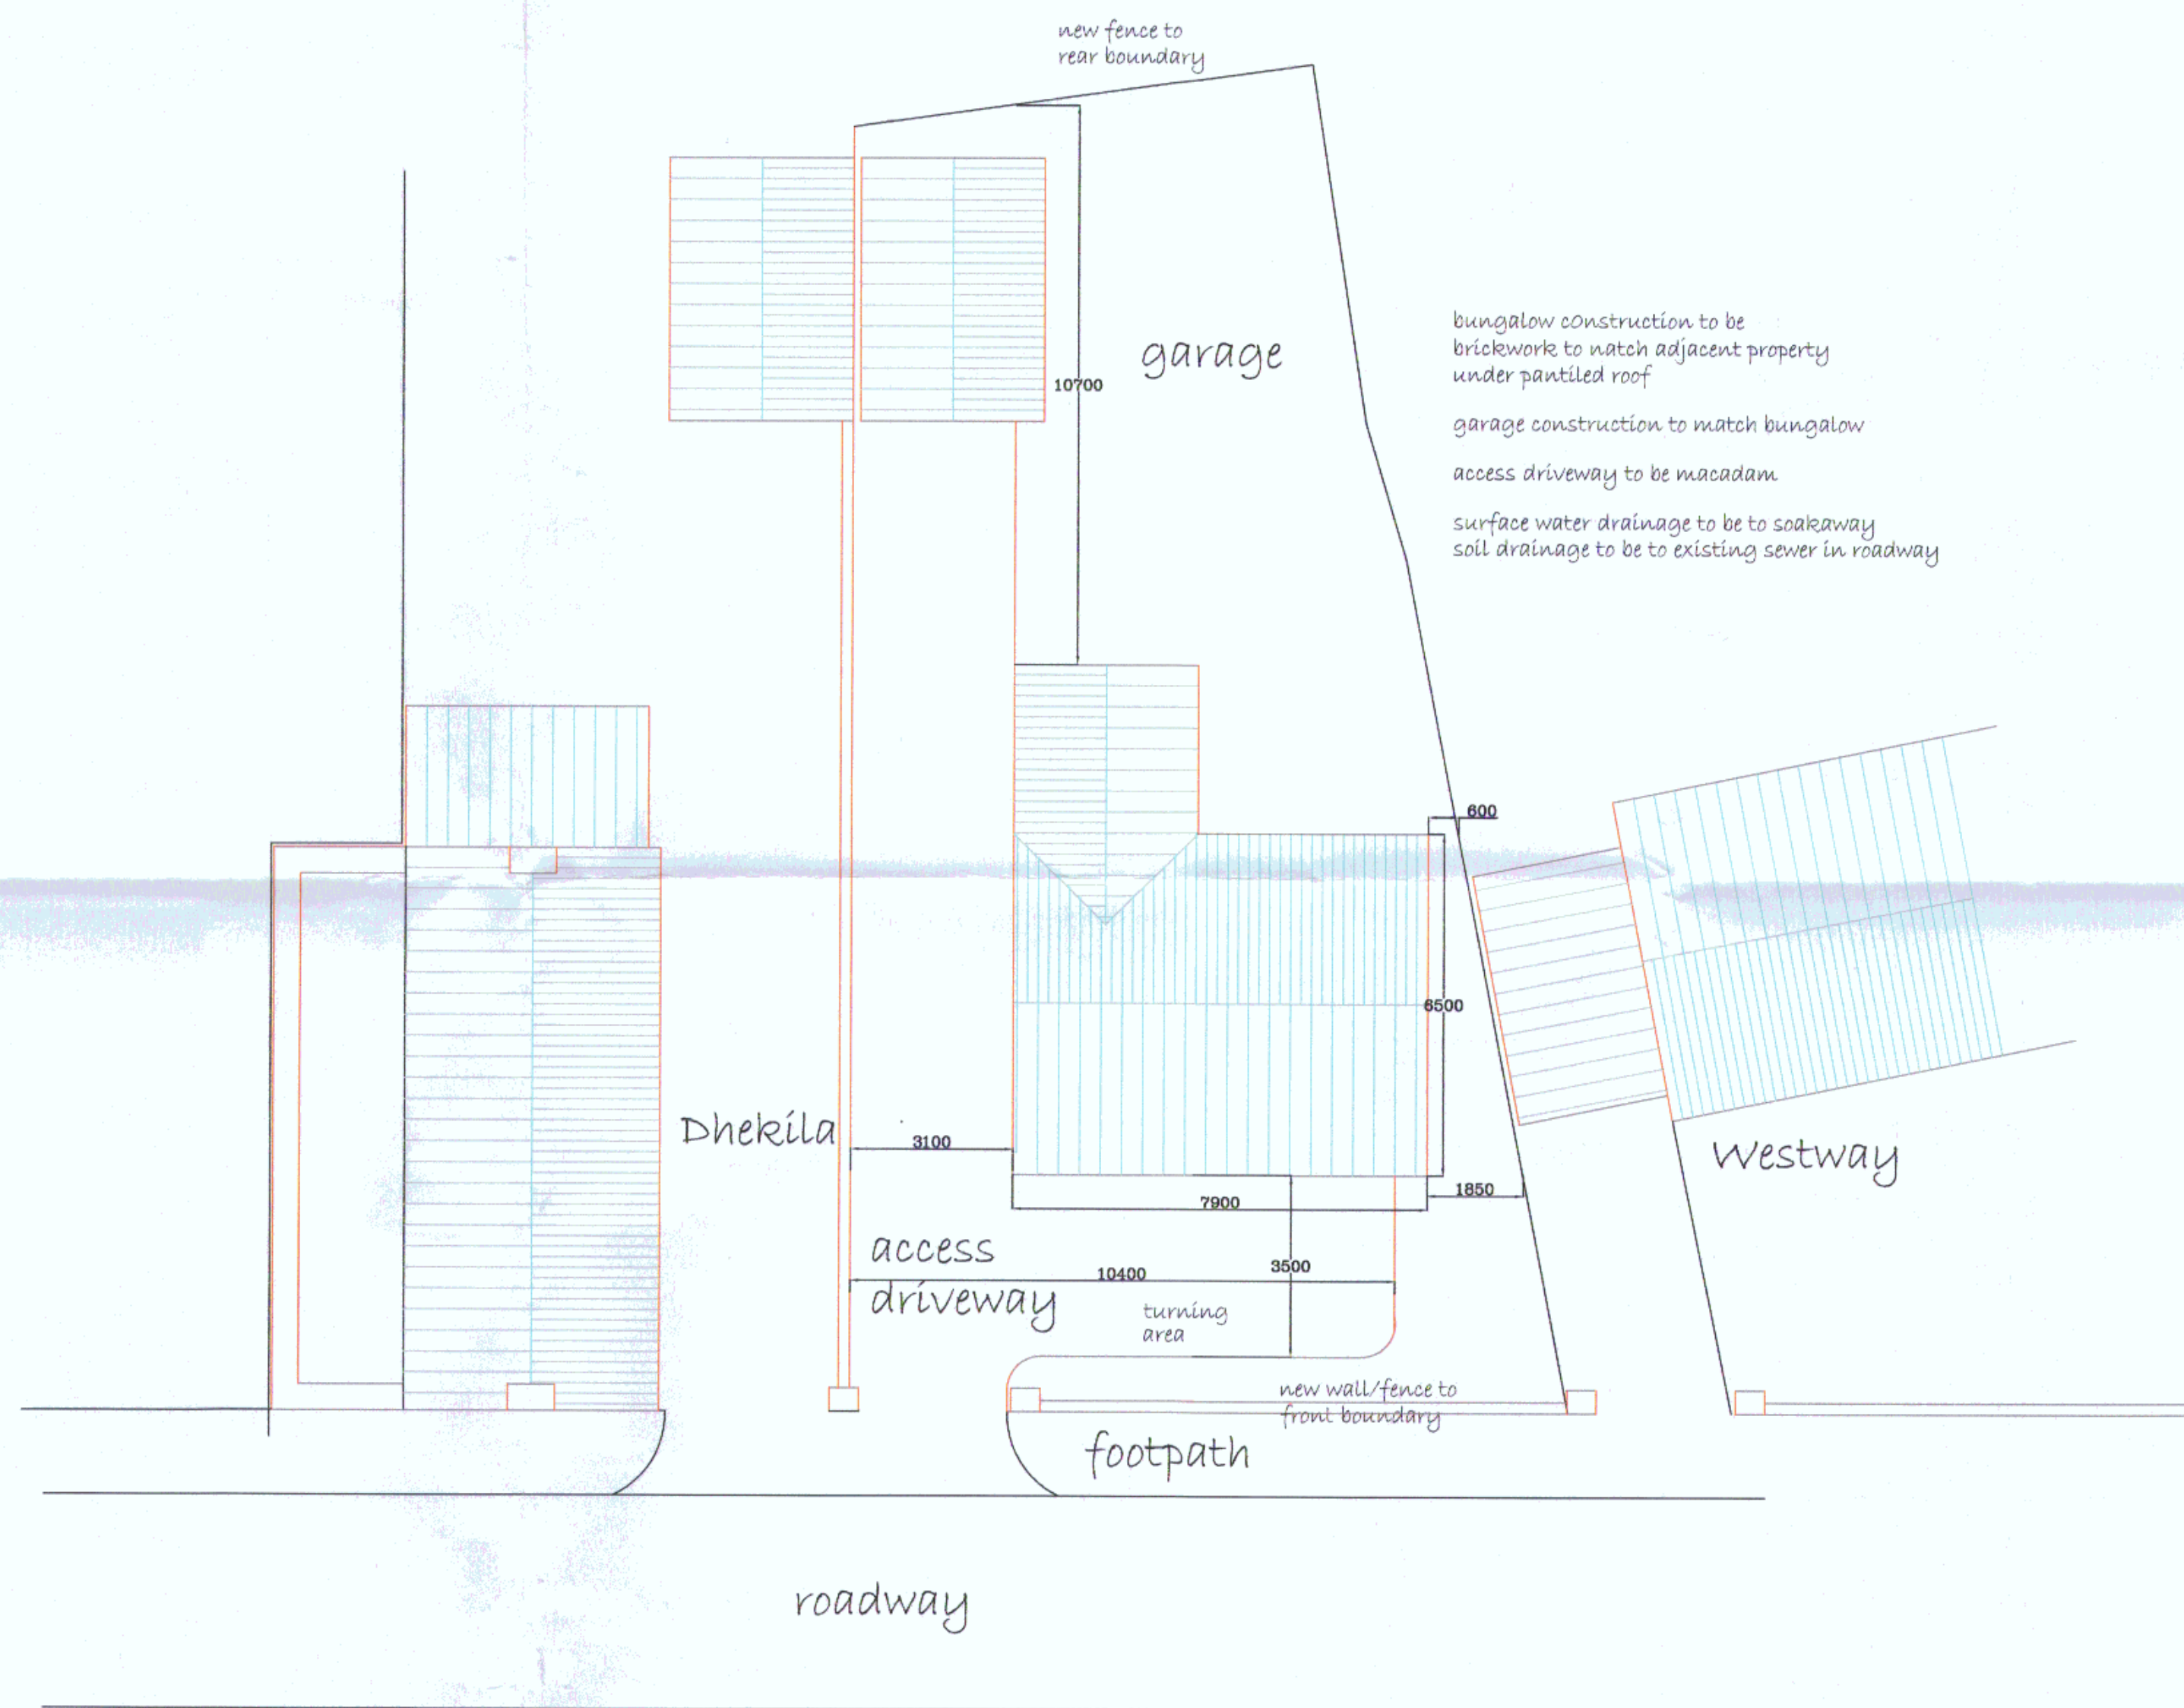 new fence to
rear boundary
garage
10700
bungalow construction to be
brickwork to natch adjacent property
under pantiled roof
garage construction to match bungalow
access driveway to be macadam
surface water drainage to be to soakaway
soil drainage to be to existing sewer in roadway
600
6500
Dhekila
3100
Westway
1850
7900
access
driveway
10400
3500
turning
area
new wall/fence to
front boundary
footpath
roadway